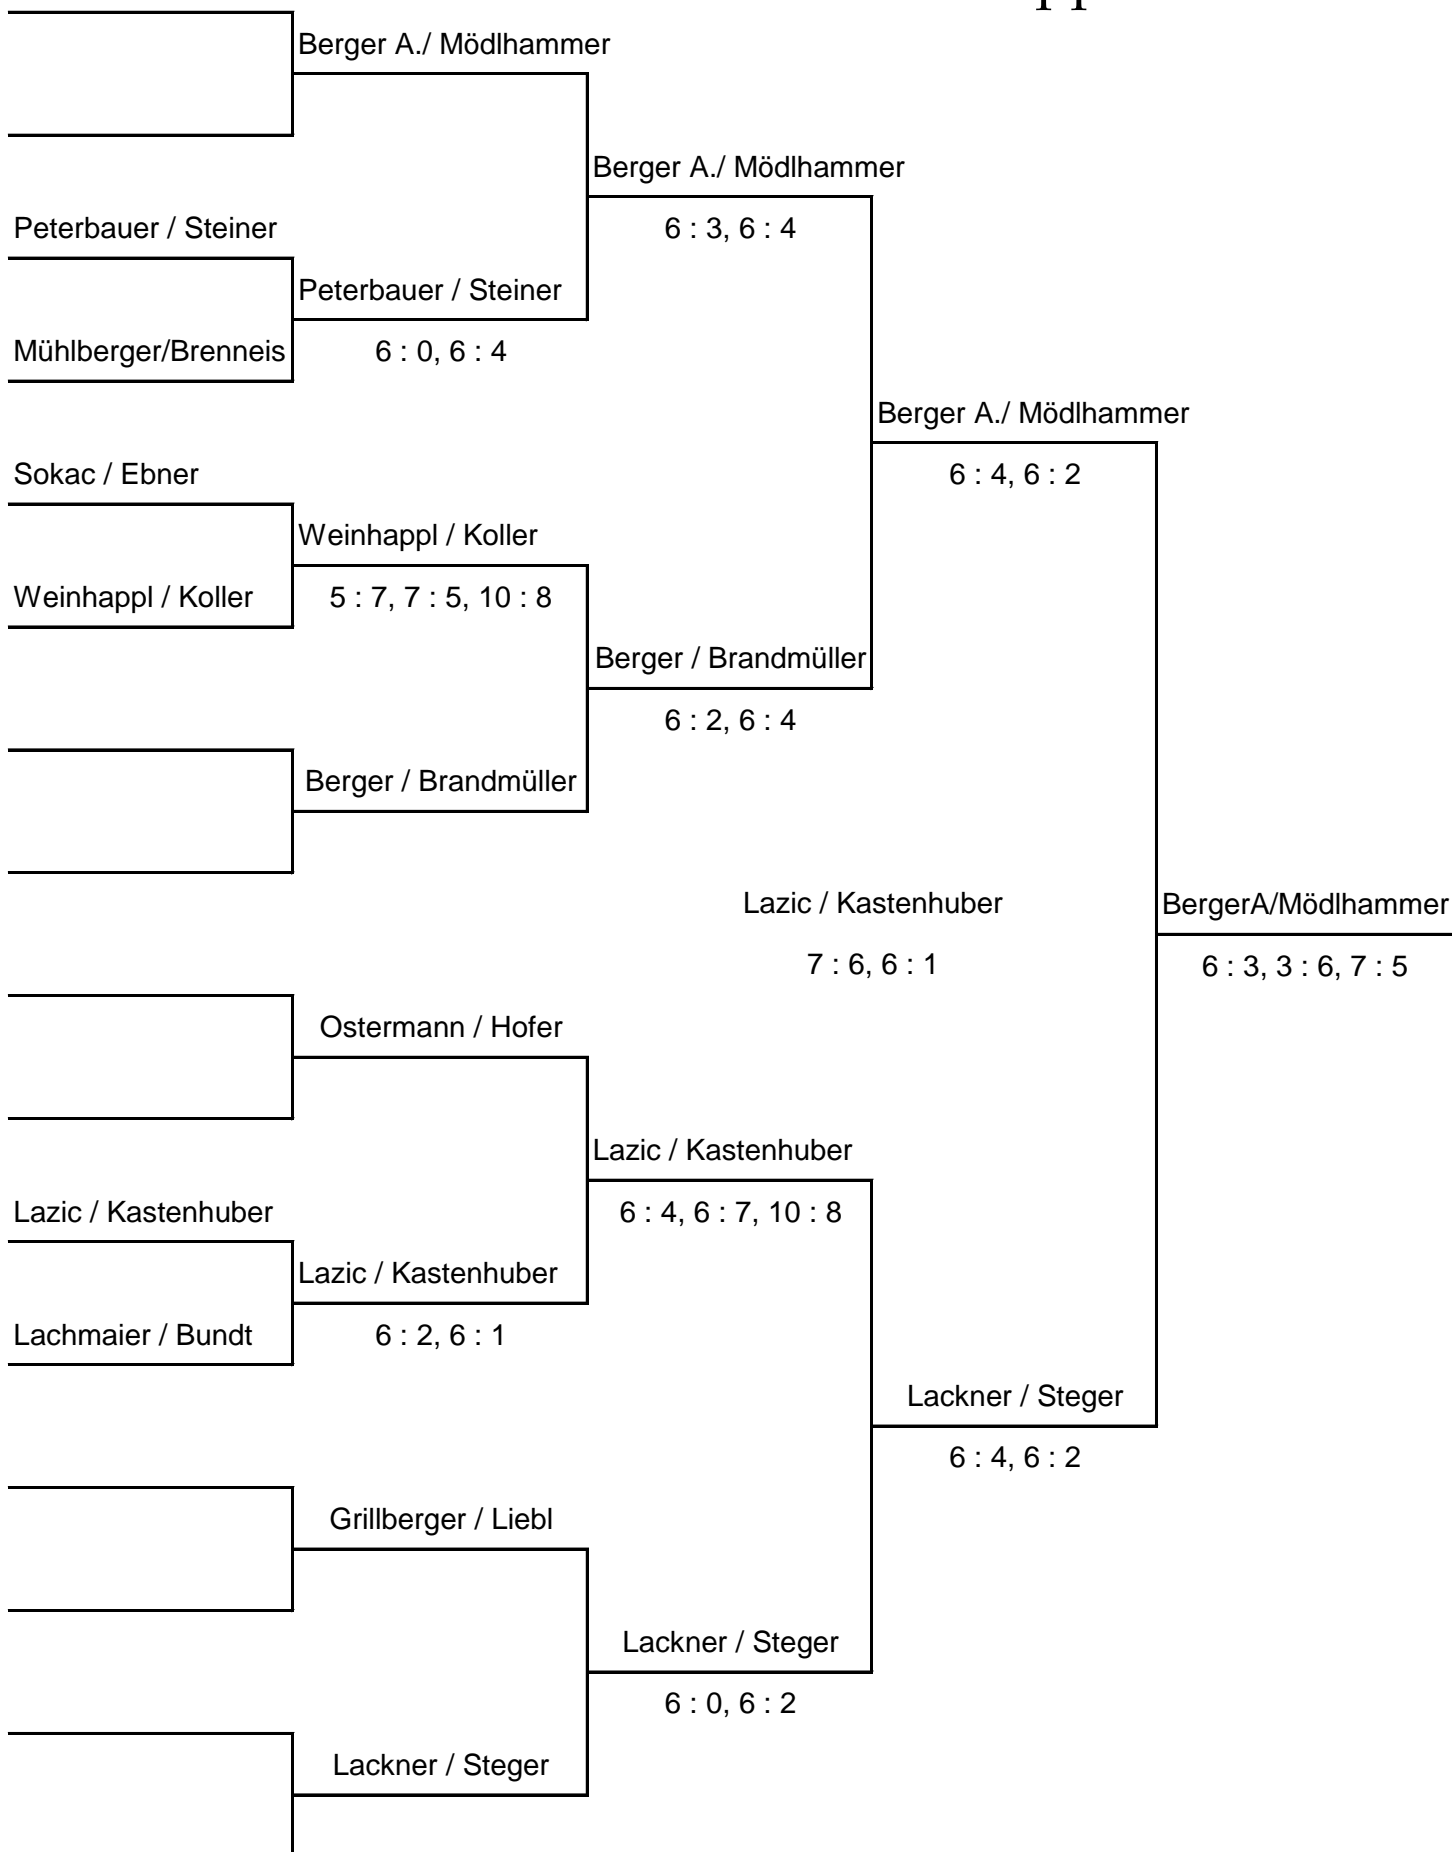 Berger A./ Mödlhammer
Berger A./ Mödlhammer
Peterbauer / Steiner
6 : 3, 6 : 4
Peterbauer / Steiner
Mühlberger/Brenneis
6 : 0, 6 : 4
Berger A./ Mödlhammer
Sokac / Ebner
6 : 4, 6 : 2
Weinhappl / Koller
Weinhappl / Koller
5 : 7, 7 : 5, 10 : 8
Berger / Brandmüller
6 : 2, 6 : 4
Berger / Brandmüller
Lazic / Kastenhuber
BergerA/Mödlhammer
7 : 6, 6 : 1
6 : 3, 3 : 6, 7 : 5
Ostermann / Hofer
Lazic / Kastenhuber
Lazic / Kastenhuber
6 : 4, 6 : 7, 10 : 8
Lazic / Kastenhuber
Lachmaier / Bundt
6 : 2, 6 : 1
Lackner / Steger
6 : 4, 6 : 2
Grillberger / Liebl
Lackner / Steger
6 : 0, 6 : 2
Lackner / Steger